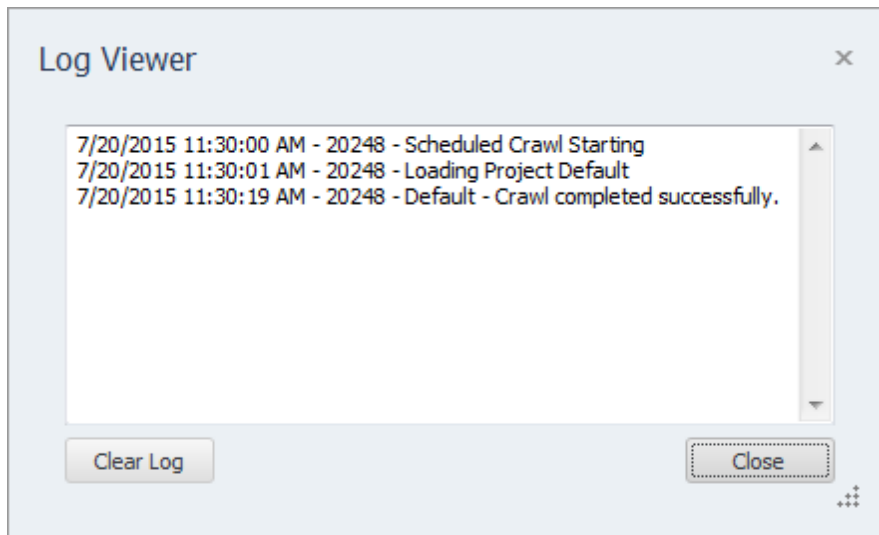 Log Viewer
7/20/2015 11:30:00 AM - 20248 - Scheduled Crawl Starting
7/20/2015 11:30:01 AM - 20248 - Loading Project Default
7/20/2015 11:30:19 AM - 20248 - Default - Crawl completed successfully.
Clear Log
Close